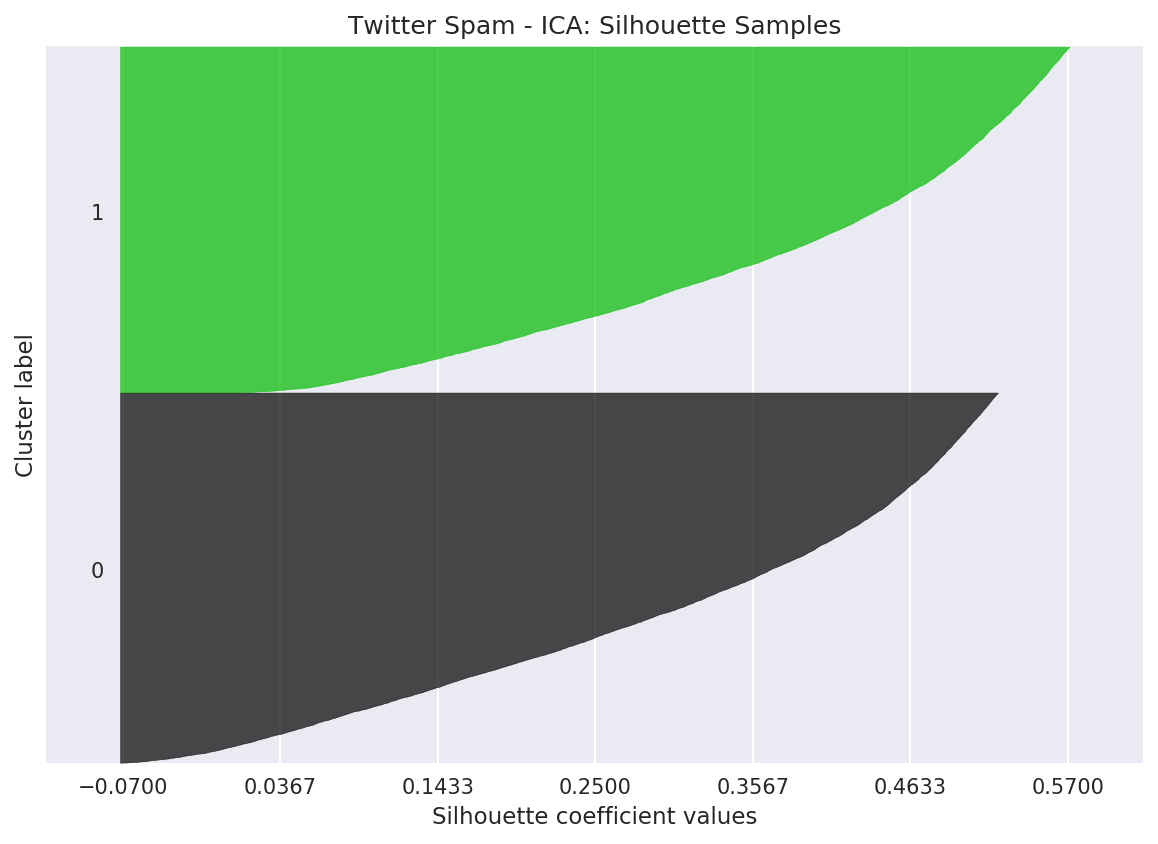 Twitter Spam - ICA: Silhouette Samples
Cluster label
1
0
−0.0700 0.0367 0.1433 0.2500 0.3567 0.4633 0.5700
Silhouette coefficient values